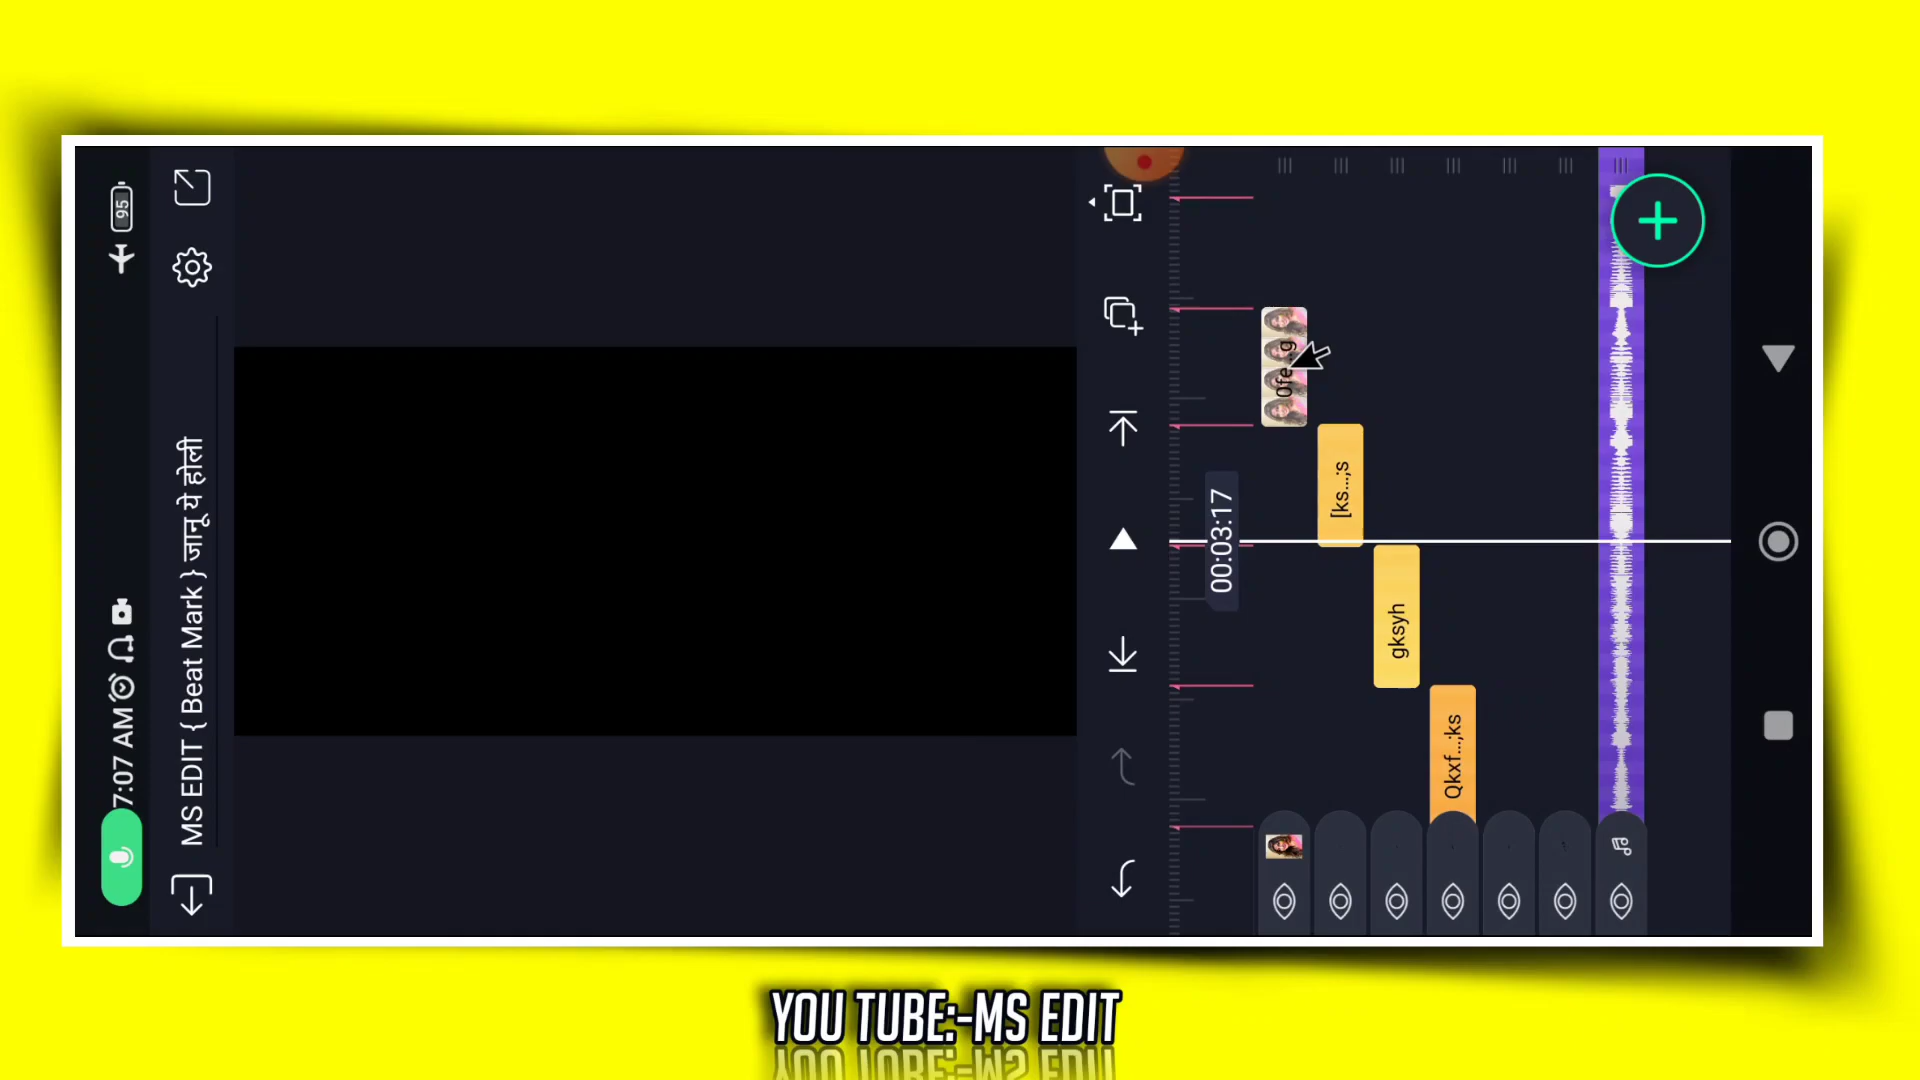 95
7:07 AM
MS EDIT { Beat Mark } जानू ये होली
00:03:17
0fe...g
[ks...;s
gksyh
Qkxf...;ks
YOU TUBE:-MS EDIT